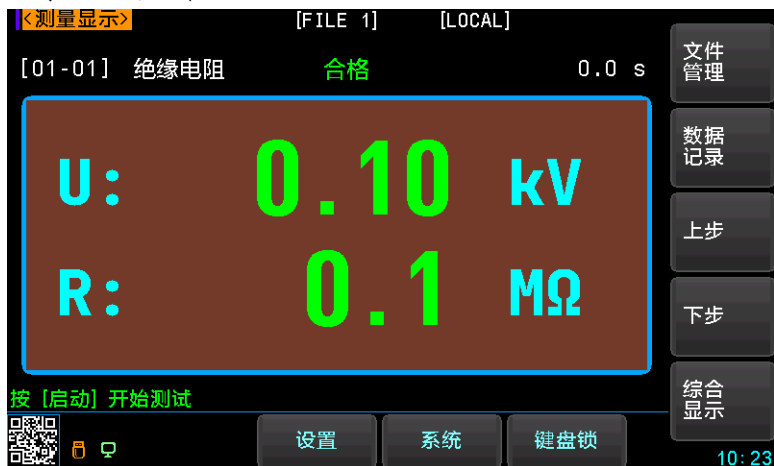 <测量显示> [FILE 1] [LOCAL]
[01-01] 绝缘电阻 合格 0.0 s
U: 0.10 kV
R: 0.1 MΩ
按 [启动] 开始测试
文件
管理
数据
记录
上步
下步
综合
显示
设置 系统 键盘锁
10:23